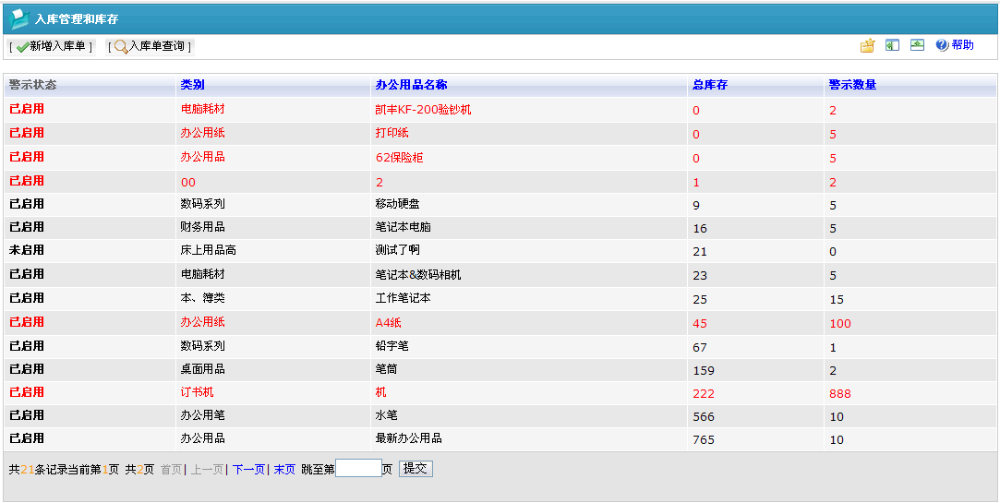 入库管理和库存
[ 新增入库单 ] [ 入库单查询 ] 帮助
警示状态 类别 办公用品名称 总库存 警示数量
已启用 电脑耗材 凯丰KF-200验钞机 0 2
已启用 办公用纸 打印纸 0 5
已启用 办公用品 62保险柜 0 5
已启用 00 2 1 2
已启用 数码系列 移动硬盘 9 5
已启用 财务用品 笔记本电脑 16 5
未启用 床上用品高 测试了啊 21 0
已启用 电脑耗材 笔记本&数码相机 23 5
已启用 本、簿类 工作笔记本 25 15
已启用 办公用纸 A4纸 45 100
已启用 数码系列 铅字笔 67 1
已启用 桌面用品 笔筒 159 2
已启用 订书机 机 222 888
已启用 办公用笔 水笔 566 10
已启用 办公用品 最新办公用品 765 10
共21条记录当前第1页 共2页 首页| 上一页| 下一页| 末页 跳至第 页 提交